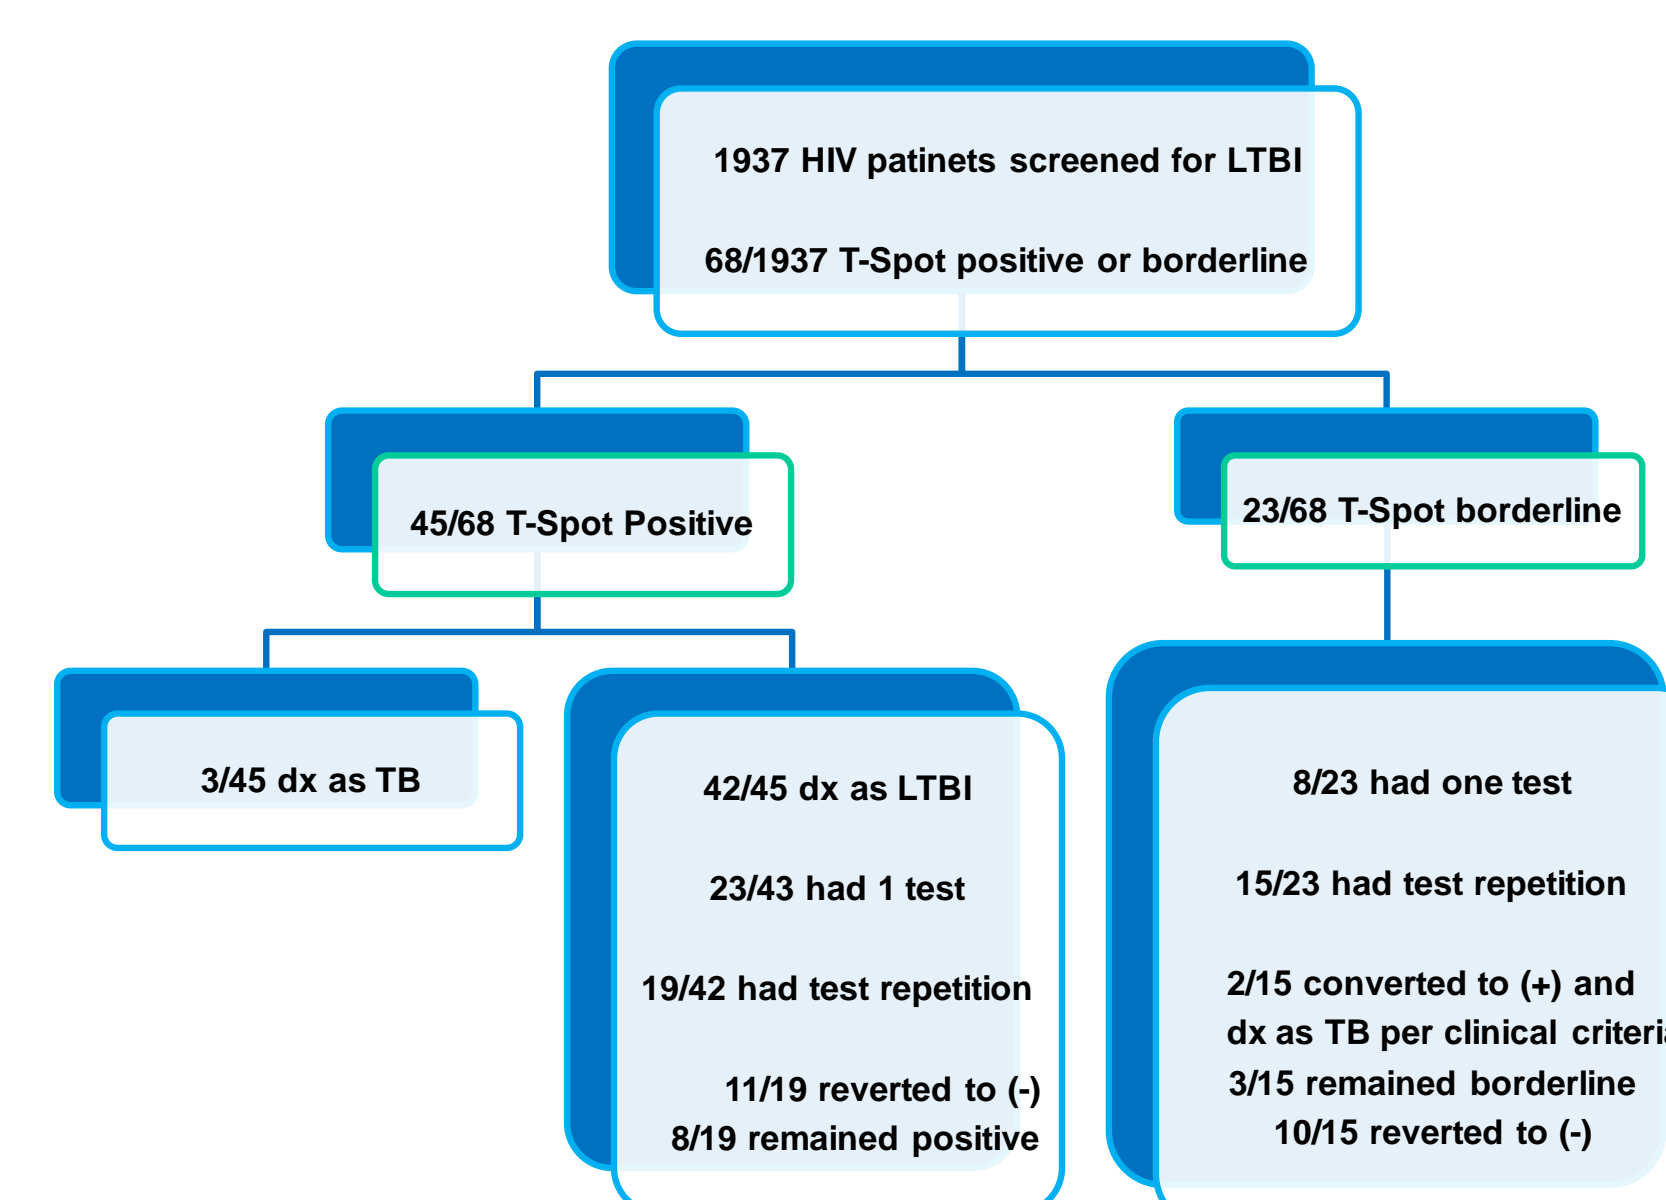 1937 HIV patinets screened for LTBI
68/1937 T-Spot positive or borderline
45/68 T-Spot Positive
23/68 T-Spot borderline
3/45 dx as TB
42/45 dx as LTBI
23/43 had 1 test
19/42 had test repetition
11/19 reverted to (-)
8/19 remained positive
8/23 had one test
15/23 had test repetition
2/15 converted to (+) and
dx as TB per clinical criteria
3/15 remained borderline
10/15 reverted to (-)